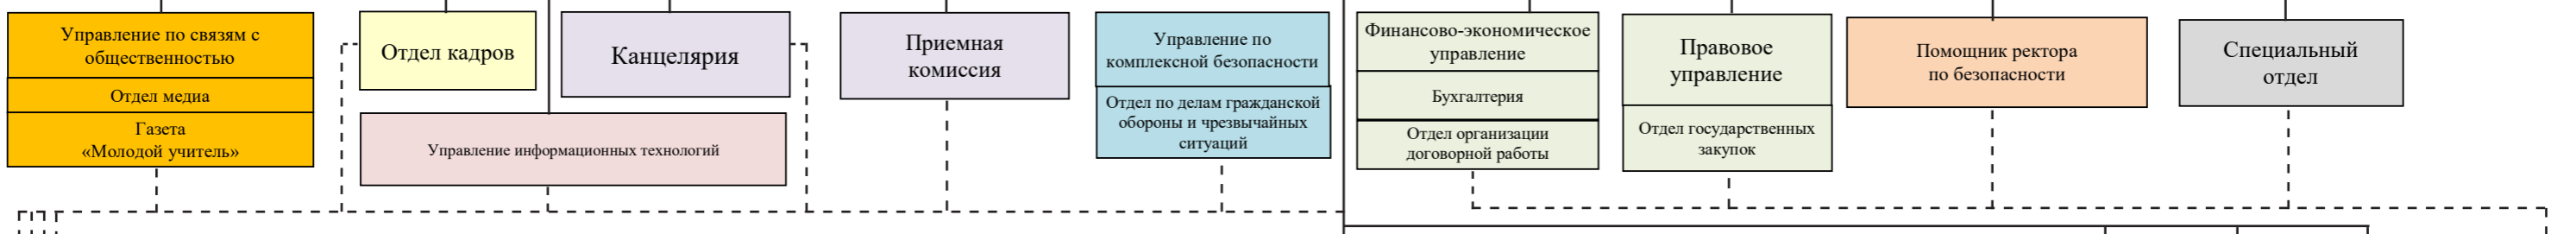 Управление по связям с
общественностью
Отдел медиа
Газета
«Молодой учитель»
Отдел кадров
Канцелярия
Управление информационных технологий
Приемная
комиссия
Управление по
комплексной безопасности
Отдел по делам гражданской
обороны и чрезвычайных
ситуаций
Финансово-экономическое
управление
Бухгалтерия
Отдел организации
договорной работы
Правовое
управление
Отдел государственных
закупок
Помощник ректора
по безопасности
Специальный
отдел